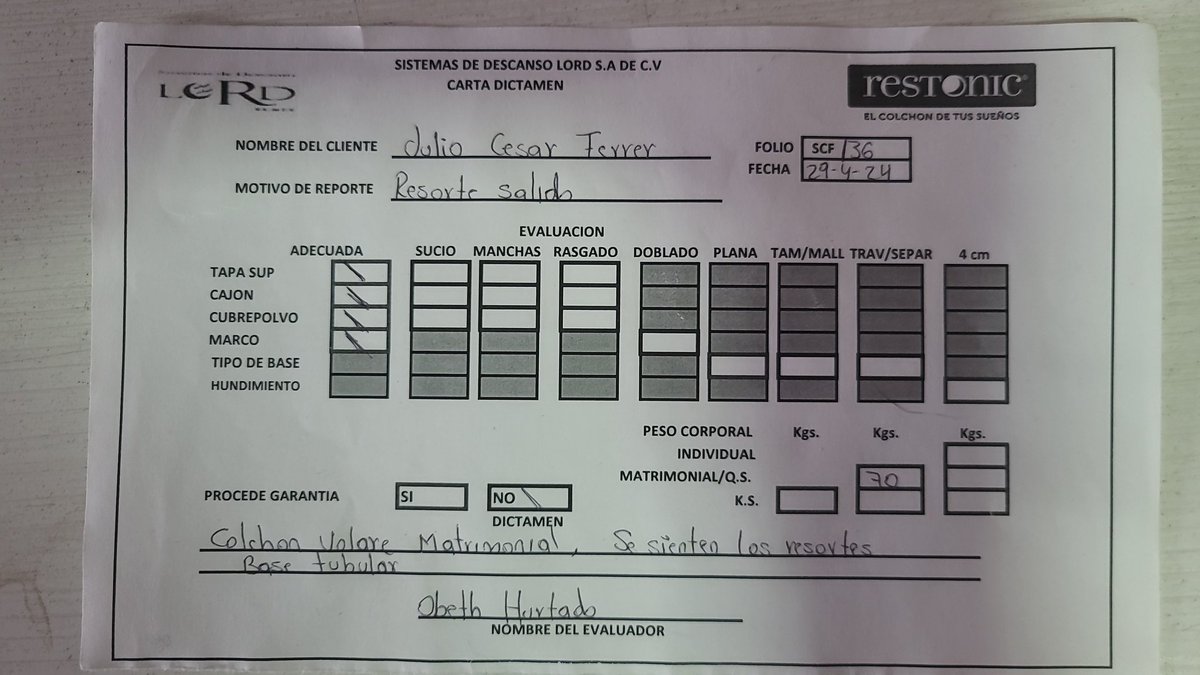 SISTEMAS DE DESCANSO LORD S.A DE C.V
CARTA DICTAMEN
LORD
RESTONIC
EL COLCHON DE TUS SUEÑOS
NOMBRE DEL CLIENTE Julio Cesar Ferrer
FOLIO SCF 136
FECHA 29-4-24
MOTIVO DE REPORTE Resorte salido
EVALUACION
ADECUADA SUCIO MANCHAS RASGADO DOBLADO PLANA TAM/MALL TRAV/SEPAR 4 cm
TAPA SUP
CAJON
CUBREPOLVO
MARCO
TIPO DE BASE
HUNDIMIENTO
PESO CORPORAL Kgs. Kgs. Kgs.
INDIVIDUAL
MATRIMONIAL/Q.S. 70
K.S.
PROCEDE GARANTIA SI NO
DICTAMEN
Colchon Volare Matrimonial, Se sienten los resortes
Base tubular
Obeth Hurtado
NOMBRE DEL EVALUADOR